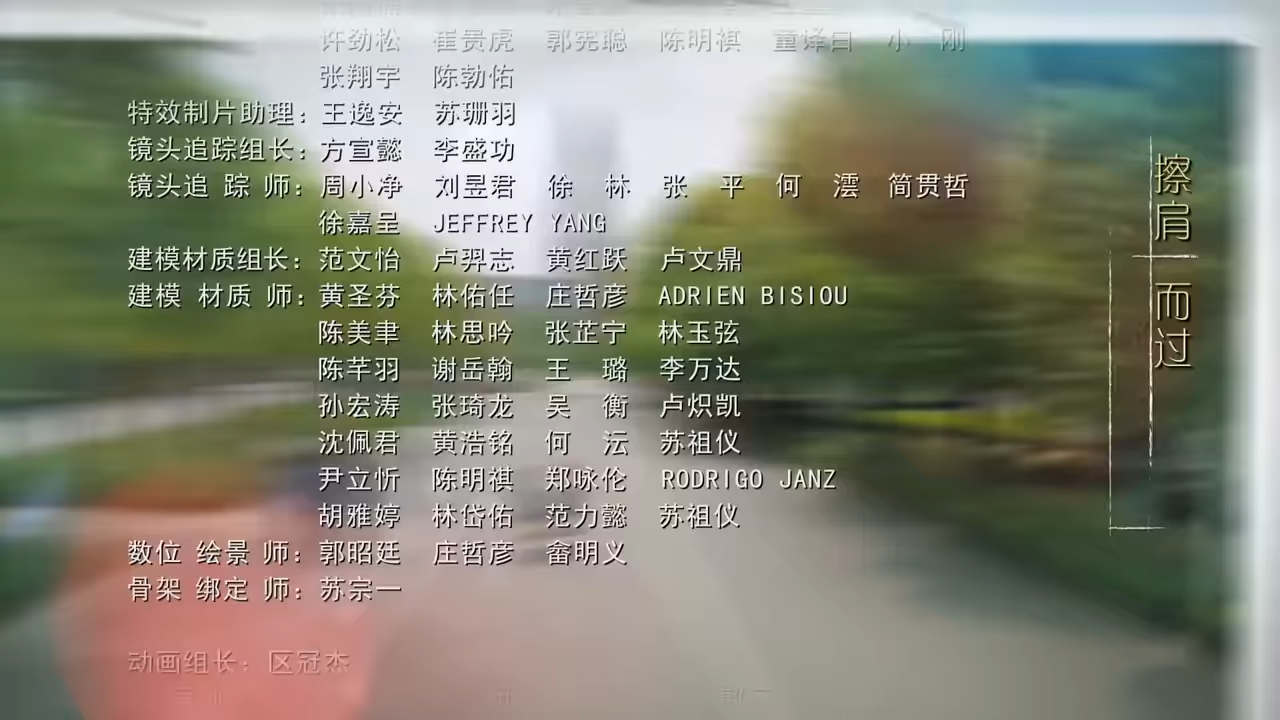 许劲松 崔贵虎 郭宪聪 陈明祺 童译白 小 刚
张翔宇 陈勃佑
特效制片助理：王逸安 苏珊羽
镜头追踪组长：方宣懿 李盛功
镜头追 踪 师：周小净 刘昱君 徐 林 张 平 何 澐 简贯哲
徐嘉呈 JEFFREY YANG
建模材质组长：范文怡 卢羿志 黄红跃 卢文鼎
建模 材质 师：黄圣芬 林佑任 庄哲彦 ADRIEN BISIOU
陈美聿 林思吟 张芷宁 林玉弦
陈芊羽 谢岳翰 王 璐 李万达
孙宏涛 张琦龙 吴 衡 卢炽凯
沈佩君 黄浩铭 何 沄 苏祖仪
尹立忻 陈明祺 郑咏伦 RODRIGO JANZ
胡雅婷 林岱佑 范力懿 苏祖仪
数位 绘景 师：郭昭廷 庄哲彦 畬明义
骨架 绑定 师：苏宗一
动画组长：区冠杰
擦肩而过